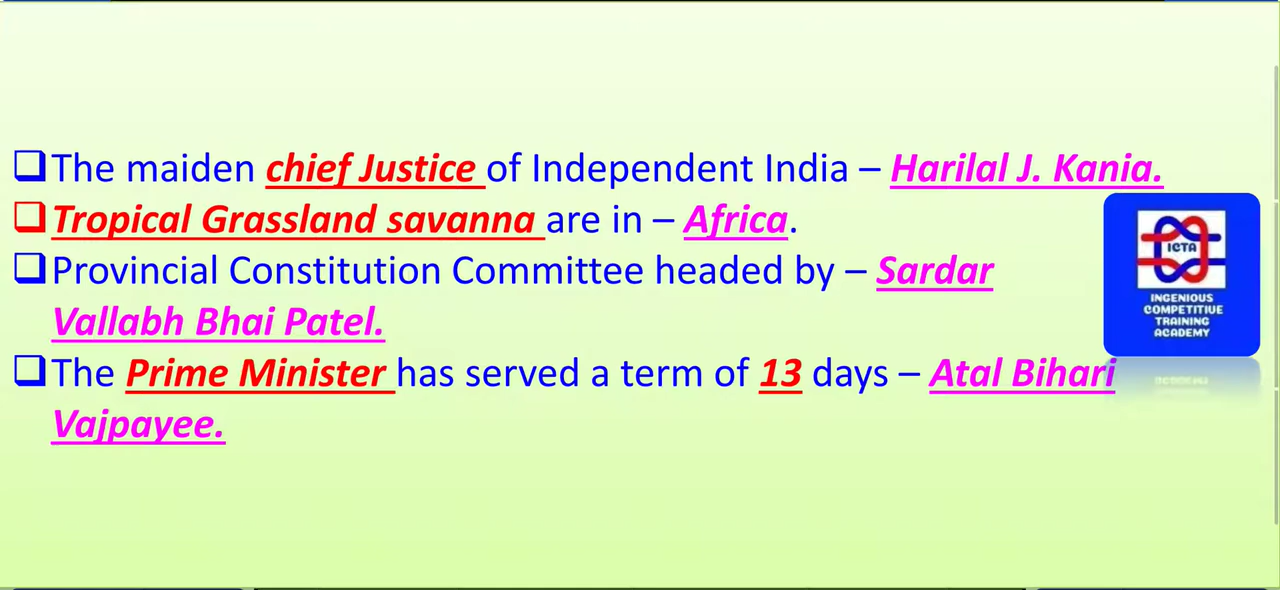 The maiden chief Justice of Independent India – Harilal J. Kania.
Tropical Grassland savanna are in – Africa.
Provincial Constitution Committee headed by – Sardar
Vallabh Bhai Patel.
The Prime Minister has served a term of 13 days – Atal Bihari
Vajpayee.
ICTA
INGENIOUS
COMPETITIVE
TRAINING
ACADEMY